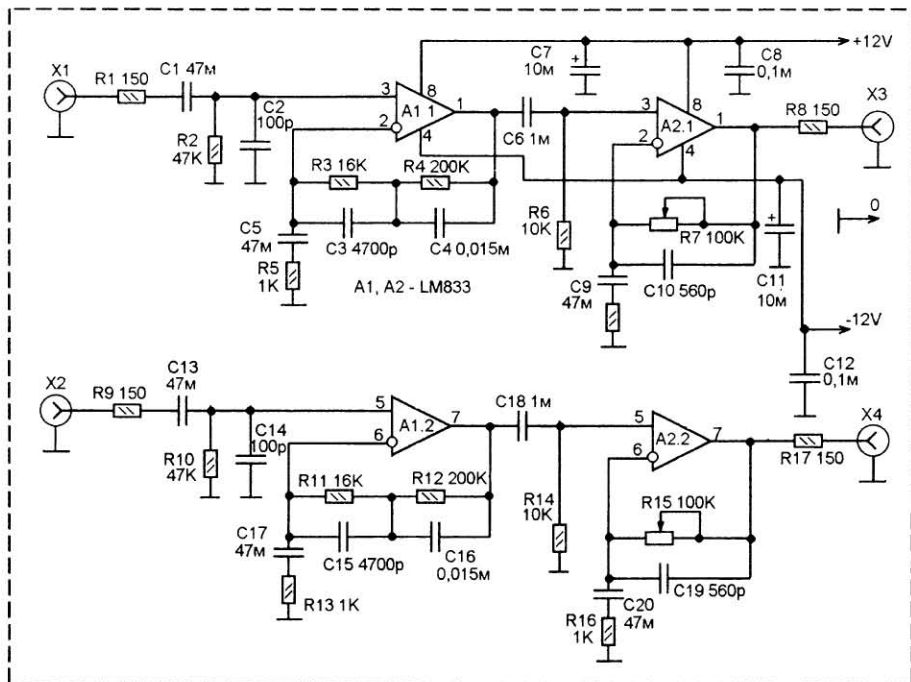 X1
R1 150
C1 47м
R2
47K
C2
100p
3
2
8
A1 1
1
4
R3 16K
R4 200K
C3 4700p
C4 0,015м
C5
47м
R5
1K
A1, A2 - LM833
C6 1м
R6
10K
C7
10м
+
C8
0,1м
+12V
3
2
8
A2.1
1
4
R8 150
X3
R7 100K
C10 560p
C9
47м
+
C11
10м
0
-12V
C12
0,1м
X2
R9 150
C13
47м
R10
47K
C14
100p
5
6
A1.2
7
R11 16K
R12 200K
C15 4700p
C16
0,015м
C17
47м
R13 1K
C18 1м
R14
10K
5
6
A2.2
7
R15 100K
C19 560p
C20
47м
R16
1K
R17 150
X4